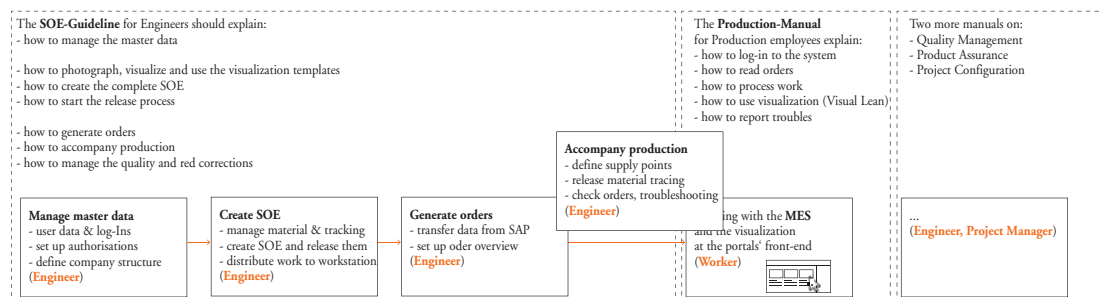 The SOE-Guideline for Engineers should explain:
- how to manage the master data
- how to photograph, visualize and use the visualization templates
- how to create the complete SOE
- how to start the release process
- how to generate orders
- how to accompany production
- how to manage the quality and red corrections
The Production-Manual
for Production employees explain:
- how to log-in to the system
- how to read orders
- how to process work
- how to use visualization (Visual Lean)
- how to report troubles
Two more manuals on:
- Quality Management
- Product Assurance
- Project Configuration
Manage master data
- user data & log-Ins
- set up authorisations
- define company structure
(Engineer)
Create SOE
- manage material & tracking
- create SOE and release them
- distribute work to workstation
(Engineer)
Generate orders
- transfer data from SAP
- set up oder overview
(Engineer)
Accompany production
- define supply points
- release material tracing
- check orders, troubleshooting
(Engineer)
with the MES
and the visualization
at the portals' front-end
(Worker)
...
(Engineer, Project Manager)